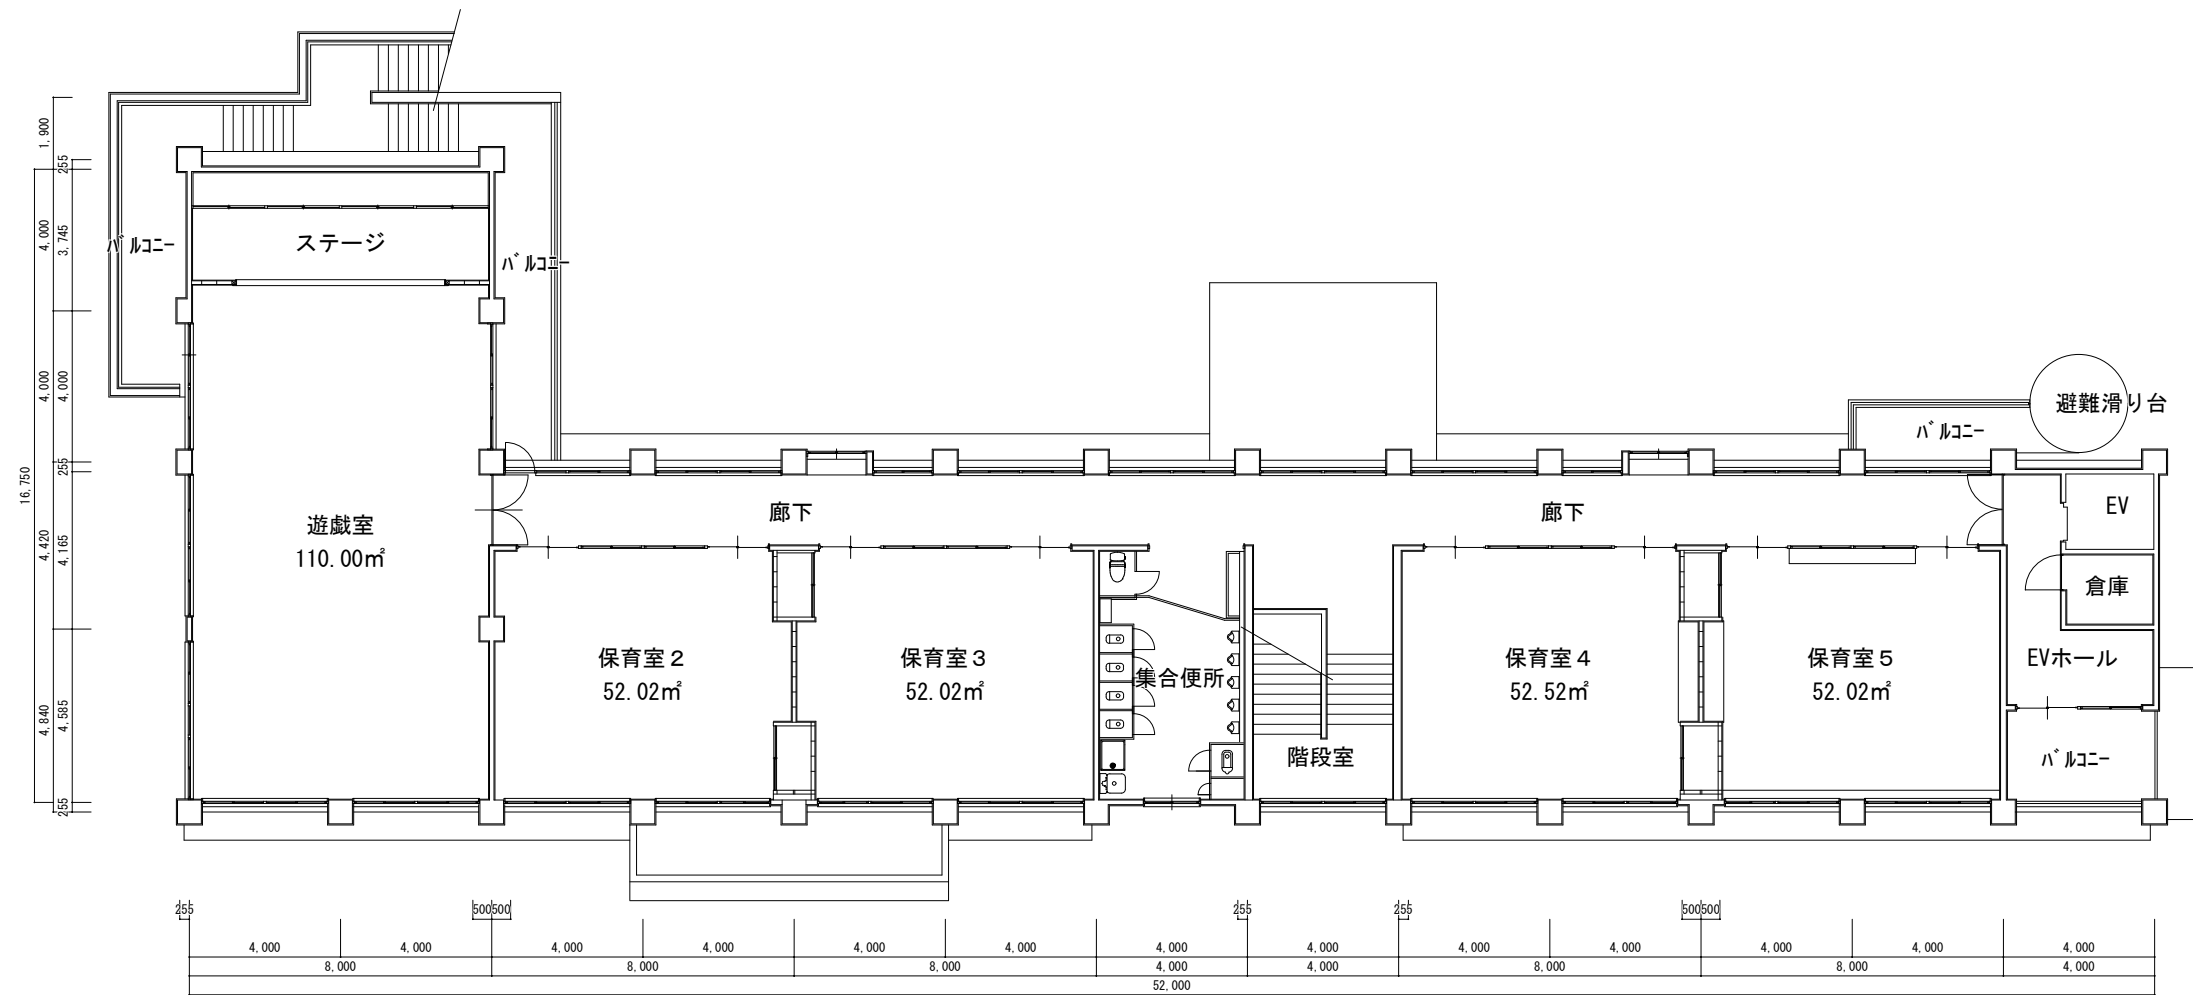 バルコニー
ステージ
バルコニー
遊戯室
110.00㎡
廊下
廊下
バルコニー
避難滑り台
EV
倉庫
EVホール
バルコニー
保育室２
52.02㎡
保育室３
52.02㎡
集合便所
階段室
保育室４
52.52㎡
保育室５
52.02㎡
1,900
255
4,000
3,745
4,000
4,000
255
16,750
4,420
4,165
4,840
4,585
255
255
500 500
255
255
500 500
4,000 4,000 4,000 4,000 4,000 4,000 4,000 4,000 4,000 4,000 4,000 4,000 4,000
8,000 8,000 8,000 4,000 4,000 8,000 8,000 4,000
52,000